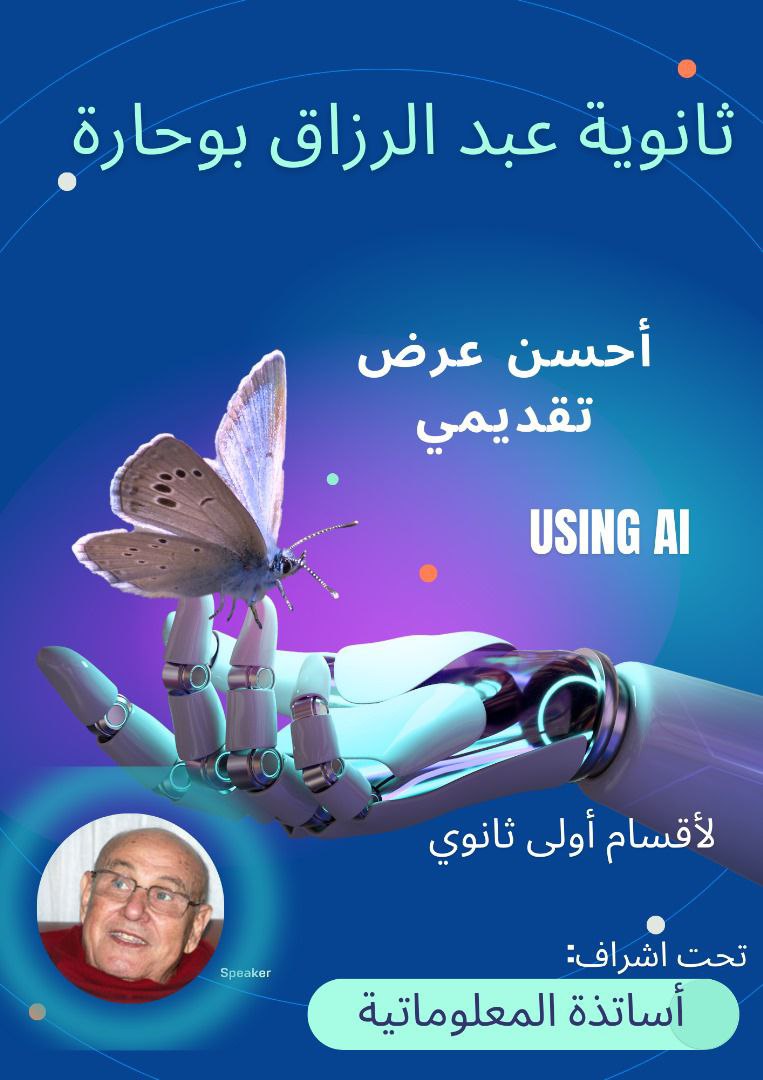 ثانوية عبد الرزاق بوحارة
أحسن عرض
تقديمي
USING AI
لأقسام أولى ثانوي
تحت اشراف:
Speaker
أساتذة المعلوماتية